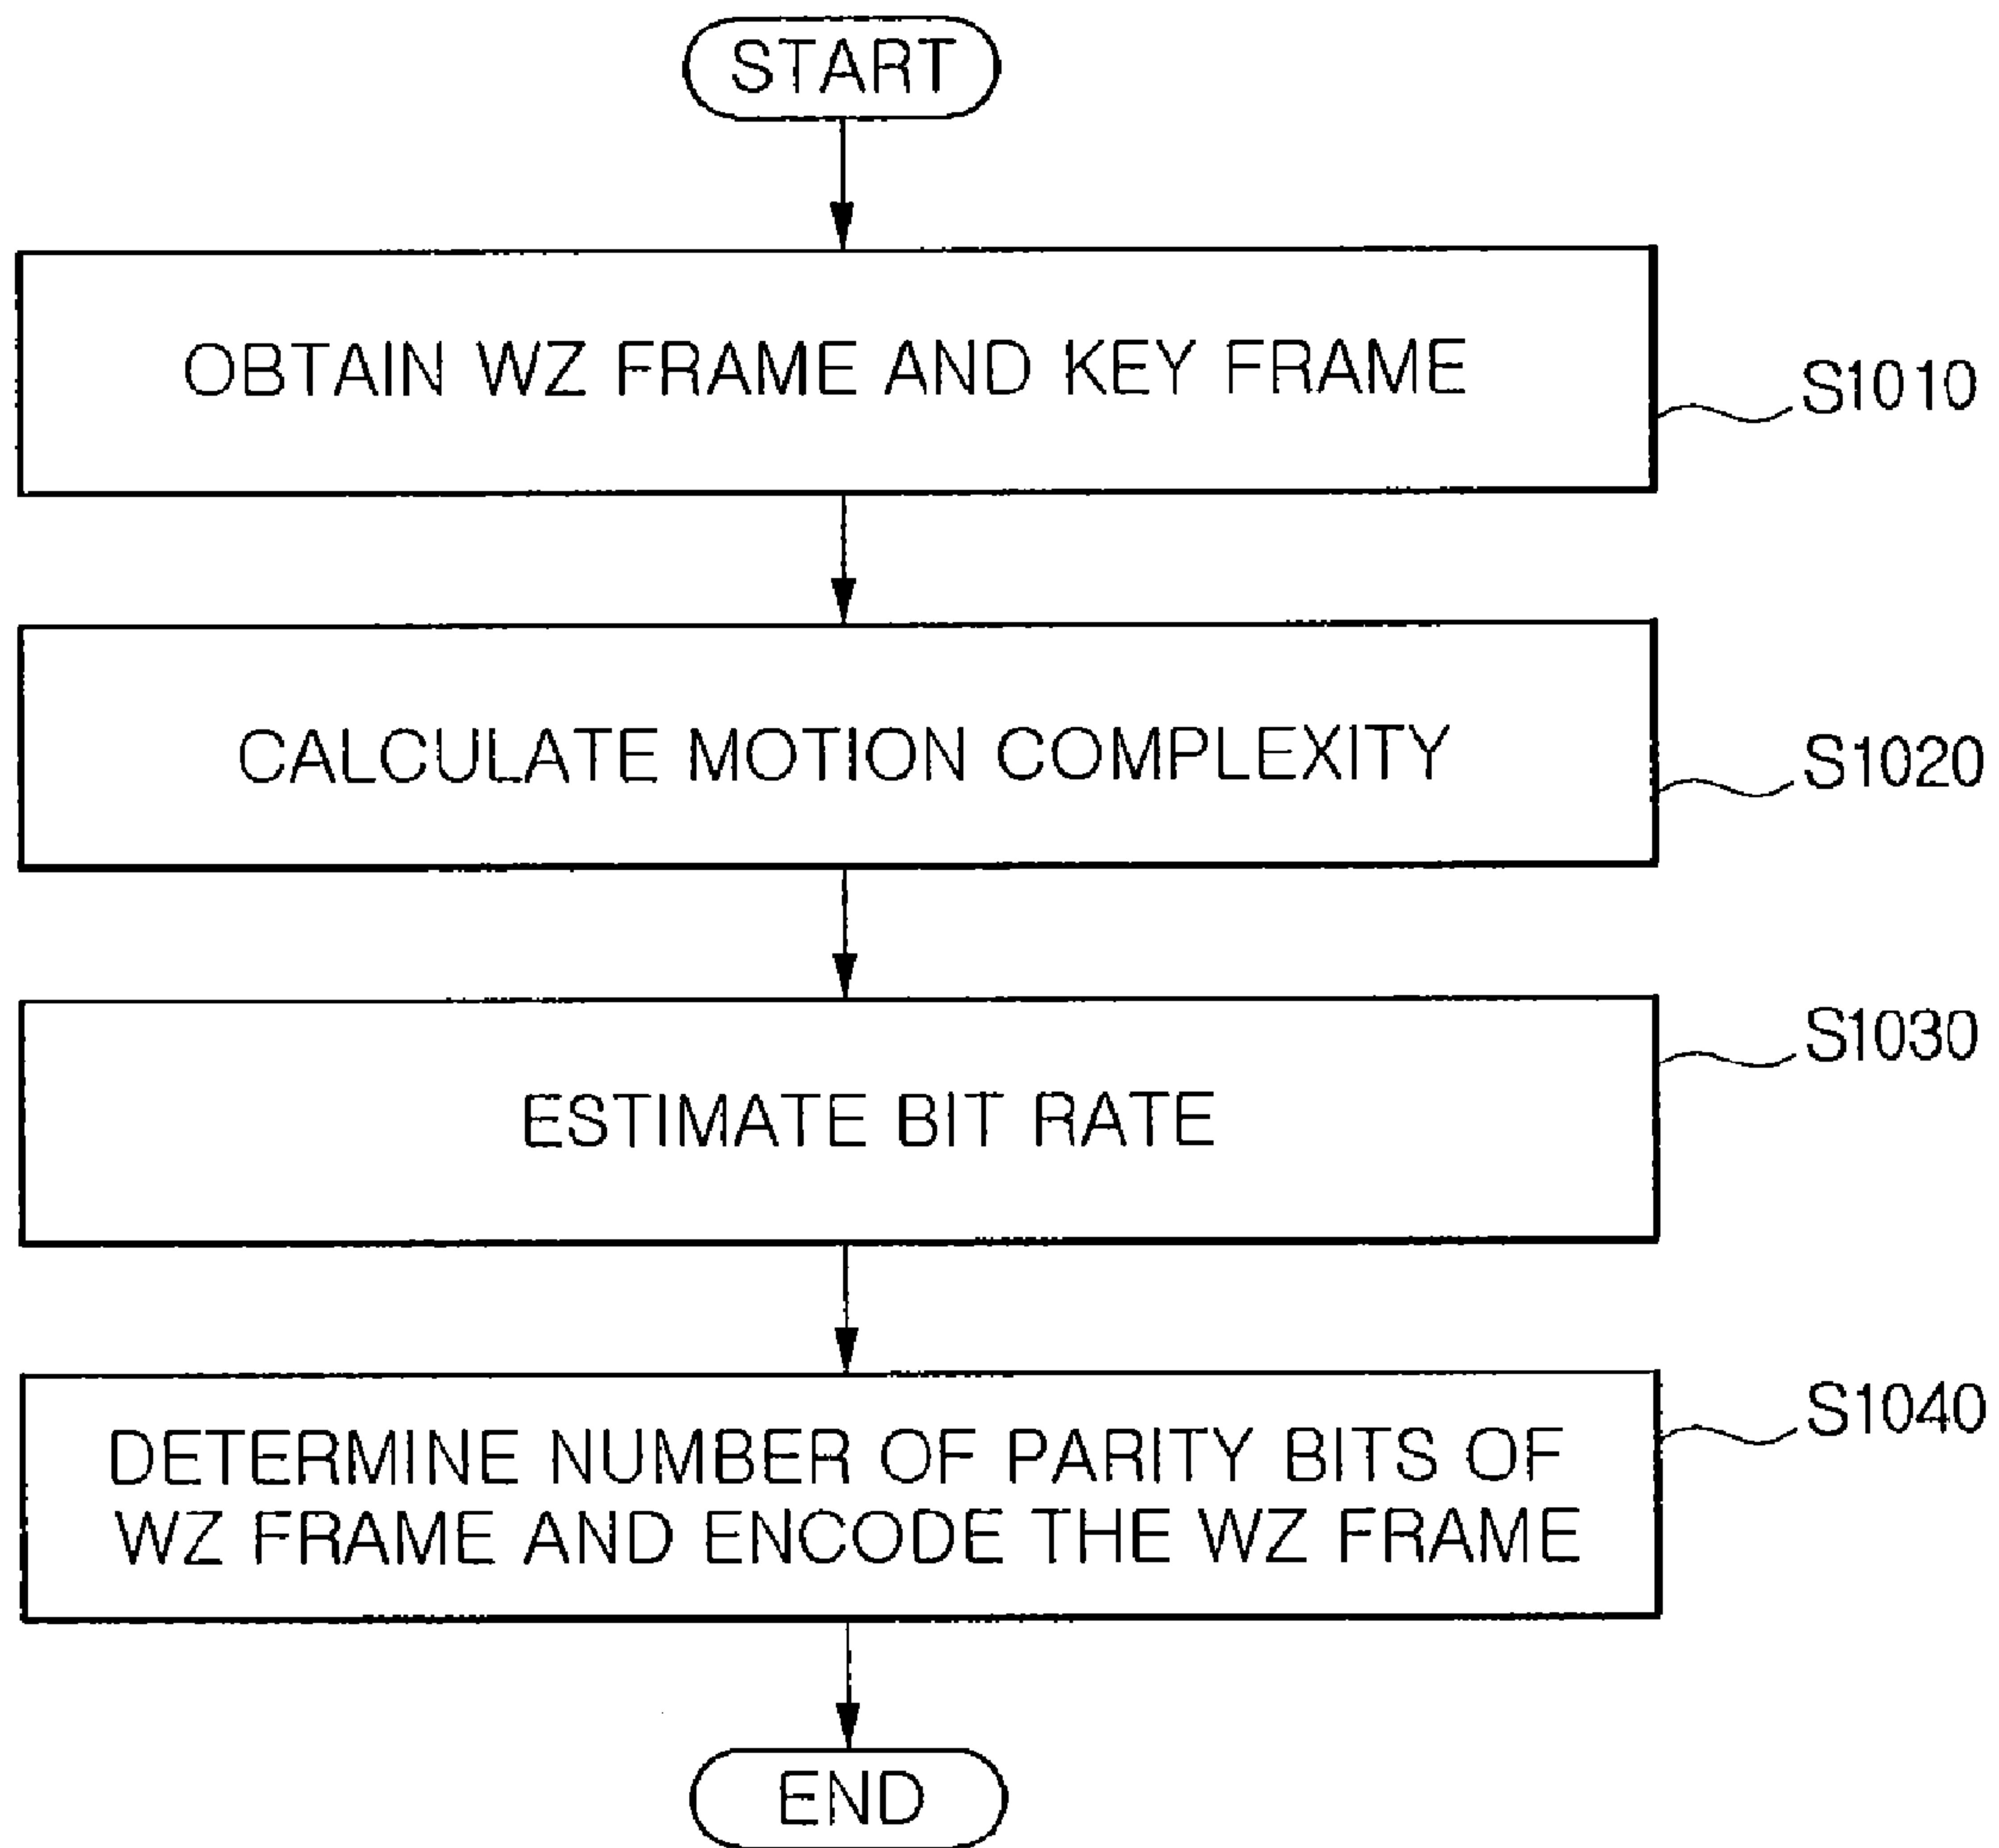 START
OBTAIN WZ FRAME AND KEY FRAME
S1010
CALCULATE MOTION COMPLEXITY
S1020
S1030
ESTIMATE BIT RATE
S1040
DETERMINE NUMBER OF PARITY BITS OF
WZ FRAME AND ENCODE THE WZ FRAME
END